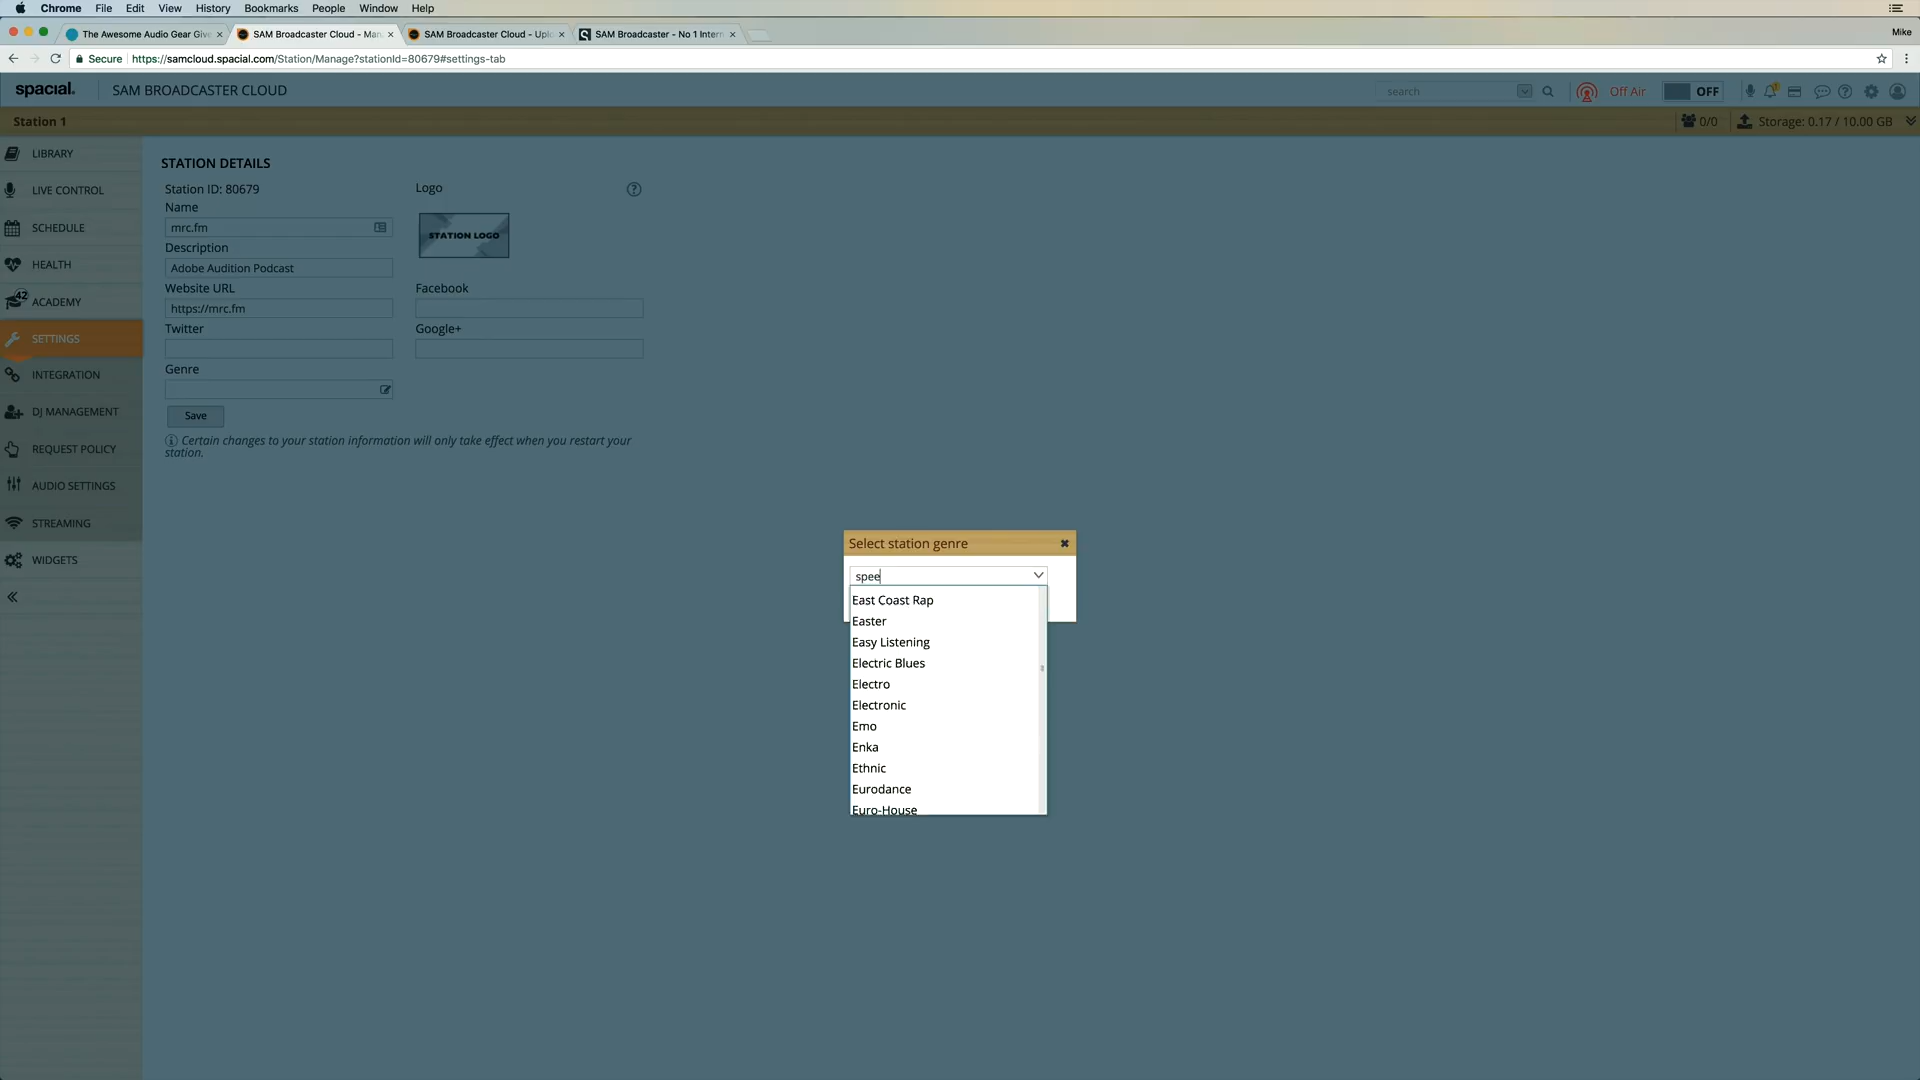 Chrome File Edit View History Bookmarks People Window Help
The Awesome Audio Gear Giv
SAM Broadcaster Cloud - Man
SAM Broadcaster Cloud - Uplo
SAM Broadcaster - No 1 Intern
Mike
Secure https://samcloud.spacial.com/Station/Manage?stationId=80679#settings-tab
spacial. SAM BROADCASTER CLOUD
search
Off Air
OFF
Station 1
0/0
Storage: 0.17 / 10.00 GB
LIBRARY
LIVE CONTROL
SCHEDULE
HEALTH
42
ACADEMY
SETTINGS
INTEGRATION
DJ MANAGEMENT
REQUEST POLICY
AUDIO SETTINGS
STREAMING
WIDGETS
STATION DETAILS
Station ID: 80679
Logo
Name
mrc.fm
STATION LOGO
Description
Adobe Audition Podcast
Website URL
Facebook
https://mrc.fm
Twitter
Google+
Genre
Save
Certain changes to your station information will only take effect when you restart your
station.
Select station genre
spee
East Coast Rap
Easter
Easy Listening
Electric Blues
Electro
Electronic
Emo
Enka
Ethnic
Eurodance
Euro-House